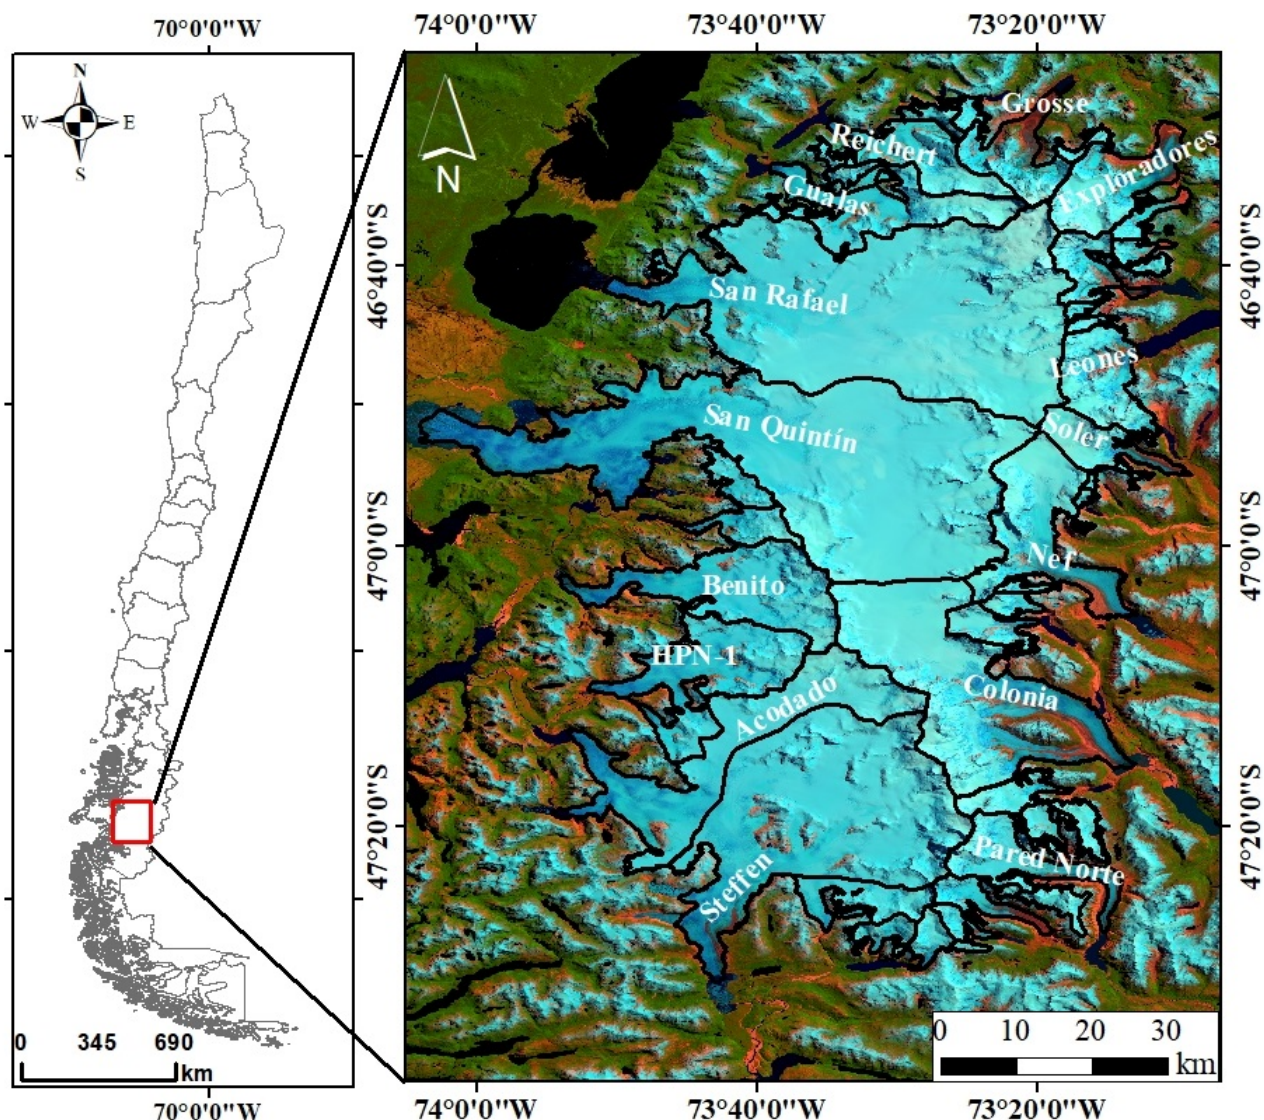 70°0'0"W
74°0'0"W
73°40'0"W
73°20'0"W
N
W
E
S
N
Grosse
Reichert
Exploradores
Gualas
San Rafael
46°40'0"S
46°40'0"S
Leones
San Quintín
Soler
47°0'0"S
47°0'0"S
Nef
Benito
HPN-1
Colonia
Acodado
47°20'0"S
47°20'0"S
Pared Norte
Steffen
0 345 690
km
0 10 20 30
km
70°0'0"W
74°0'0"W
73°40'0"W
73°20'0"W